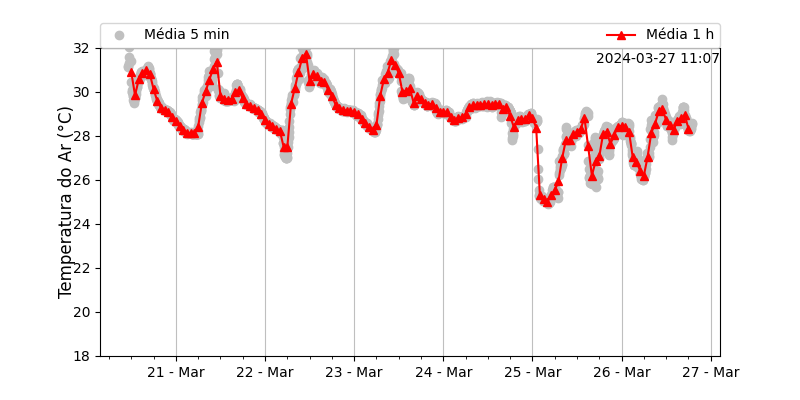 Média 5 min
Média 1 h
2024-03-27 11:07
Temperatura do Ar (°C)
32
30
28
26
24
22
20
18
21 - Mar
22 - Mar
23 - Mar
24 - Mar
25 - Mar
26 - Mar
27 - Mar